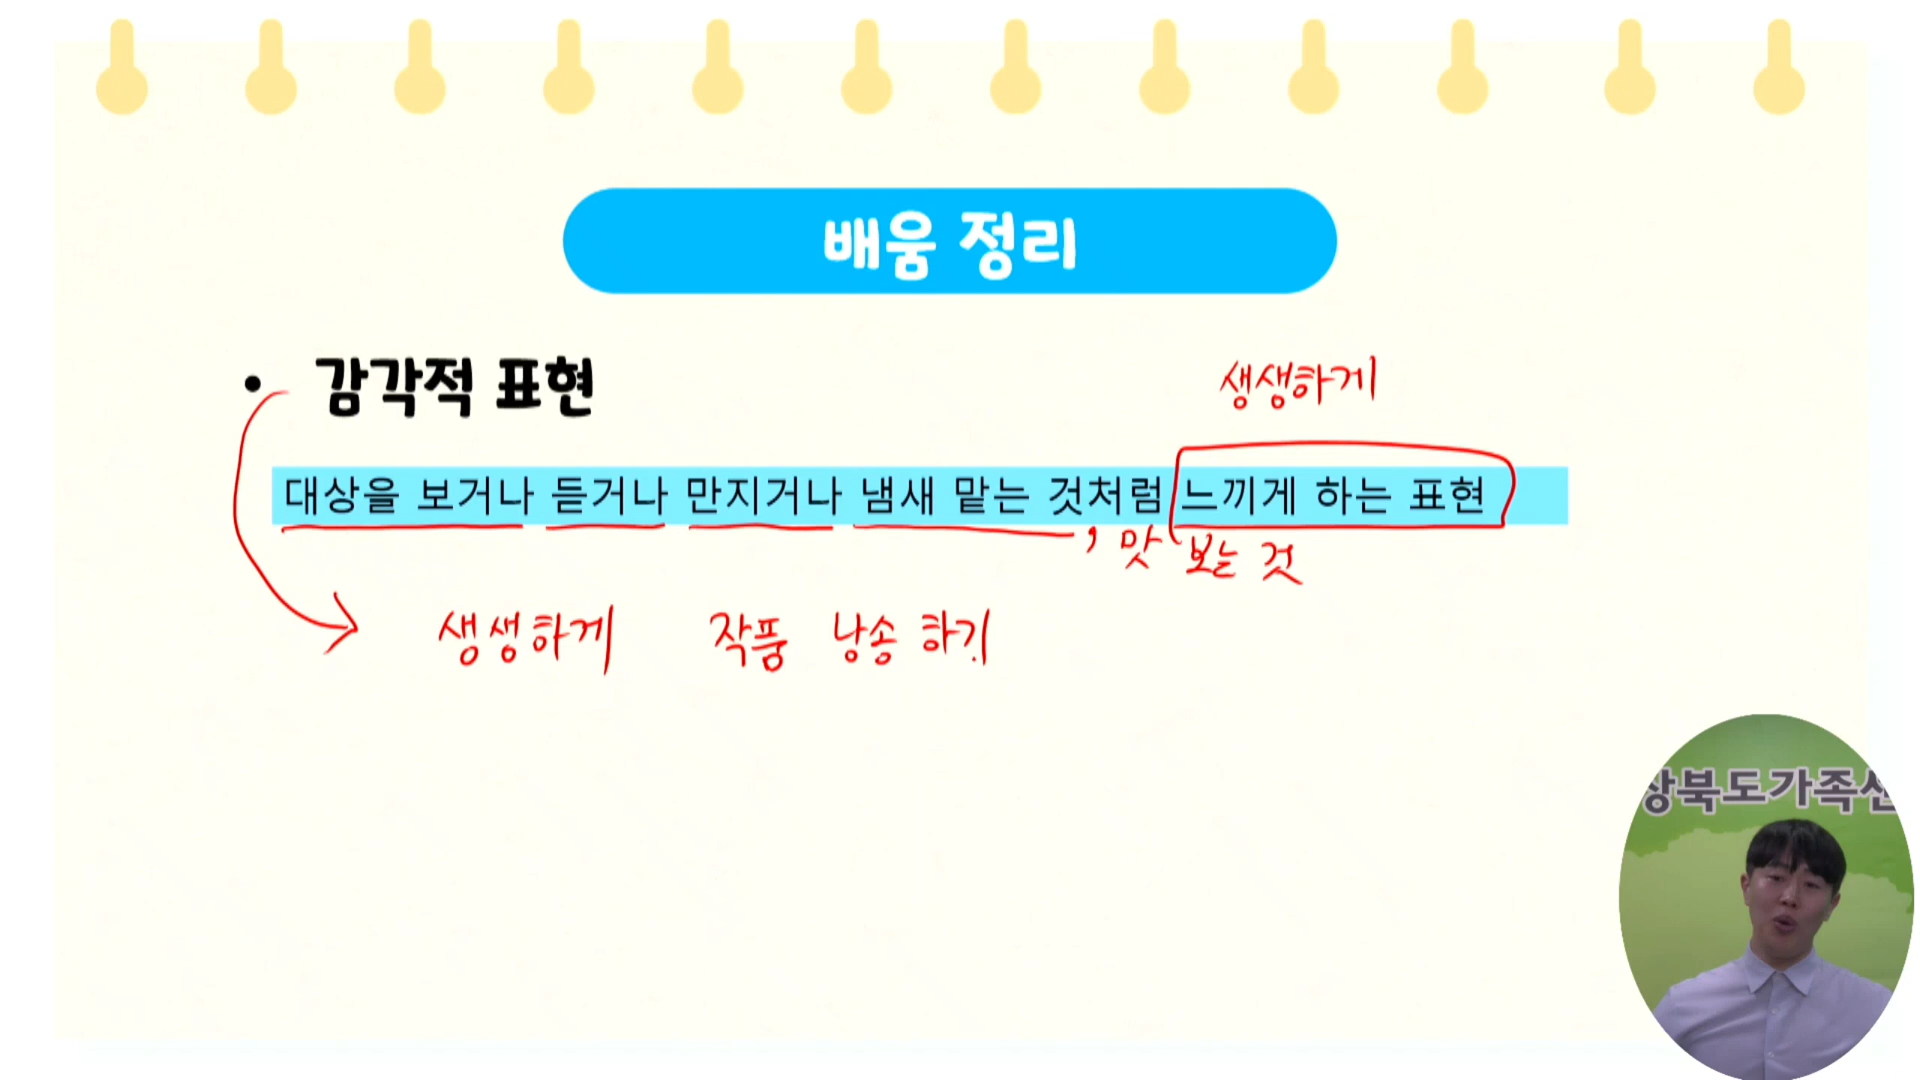 배움 정리
• 감각적 표현
생생하게
대상을 보거나 듣거나 만지거나 냄새 맡는 것처럼 느끼게 하는 표현
, 맛 보는 것
생생하게 작품 낭송 하기.
상북도가족센